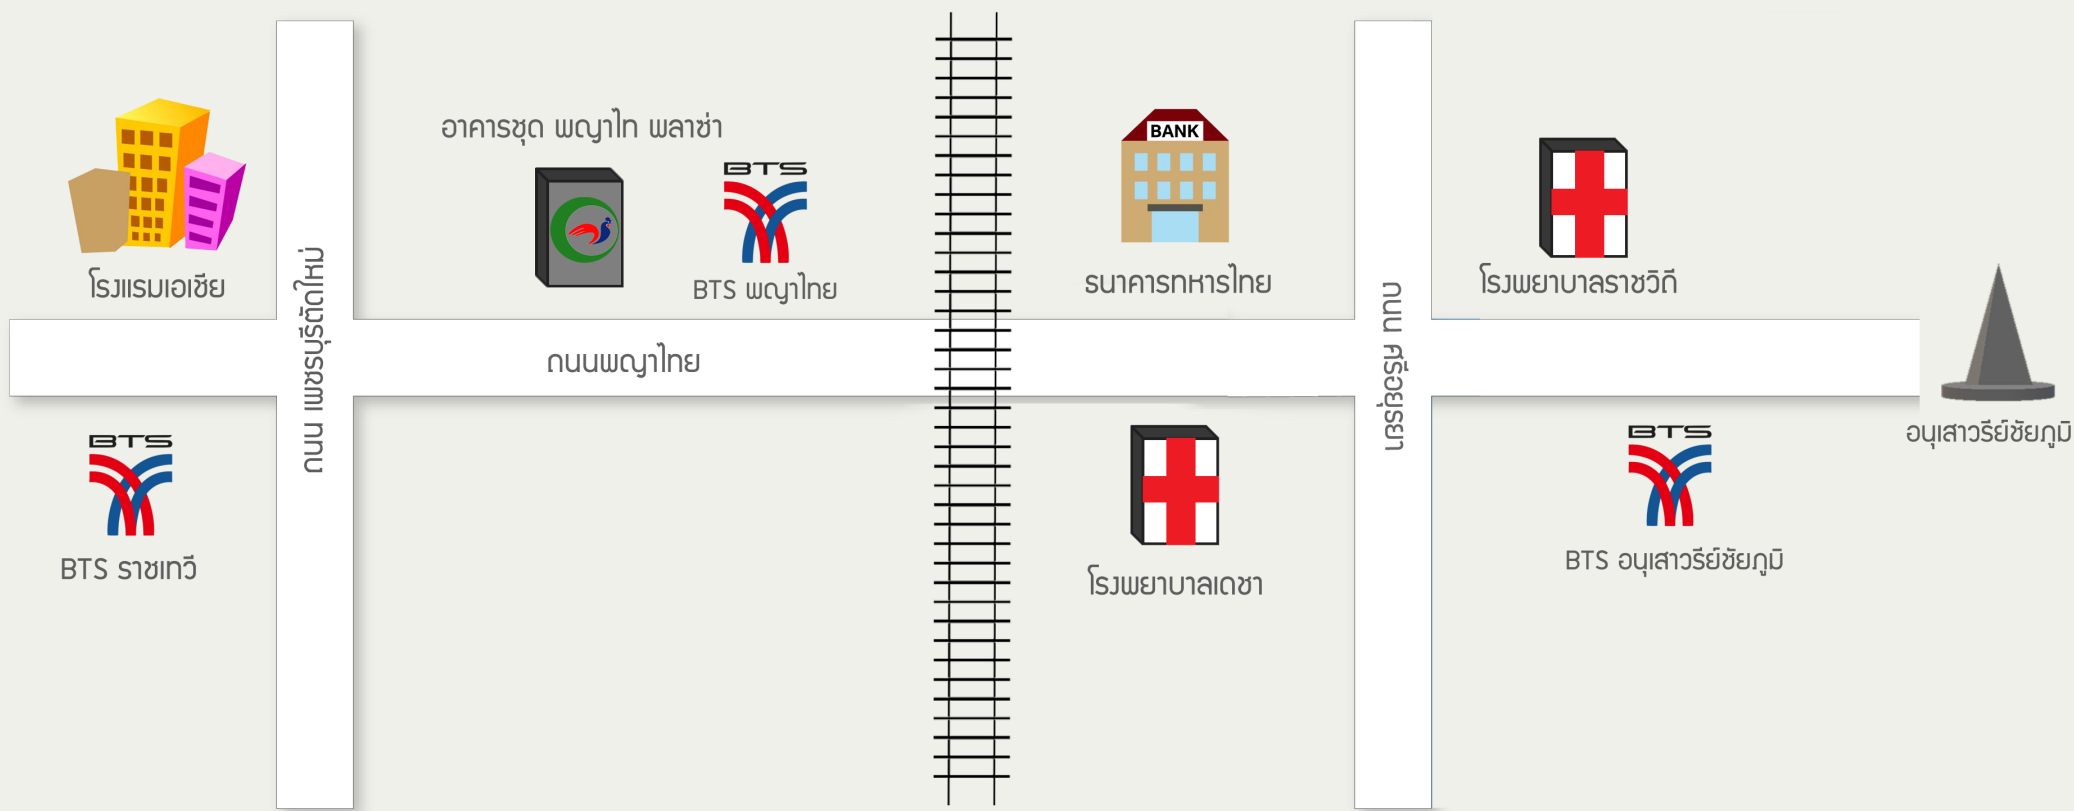 อาคารชุด พญาไท พลาซ่า
BANK
BTS
โรงแรมเอเชีย
BTS พญาไทย
ธนาคารทหารไทย
โรงพยาบาลราชวิถี
ถนน เพชรบุรีตัดใหม่
ถนนพญาไทย
ถนน ศรีอยุธยา
อนุเสาวรีย์ชัยภูมิ
BTS
BTS
BTS ราชเทวี
โรงพยาบาลเดชา
BTS อนุเสาวรีย์ชัยภูมิ